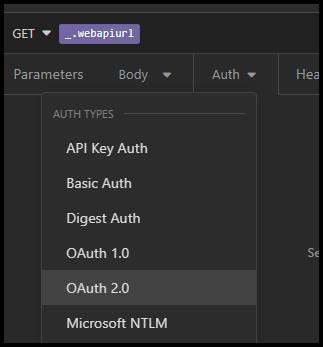 GET _.webapiurl
Parameters Body Auth Hea
AUTH TYPES
API Key Auth
Basic Auth
Digest Auth
OAuth 1.0
Se
OAuth 2.0
Microsoft NTLM